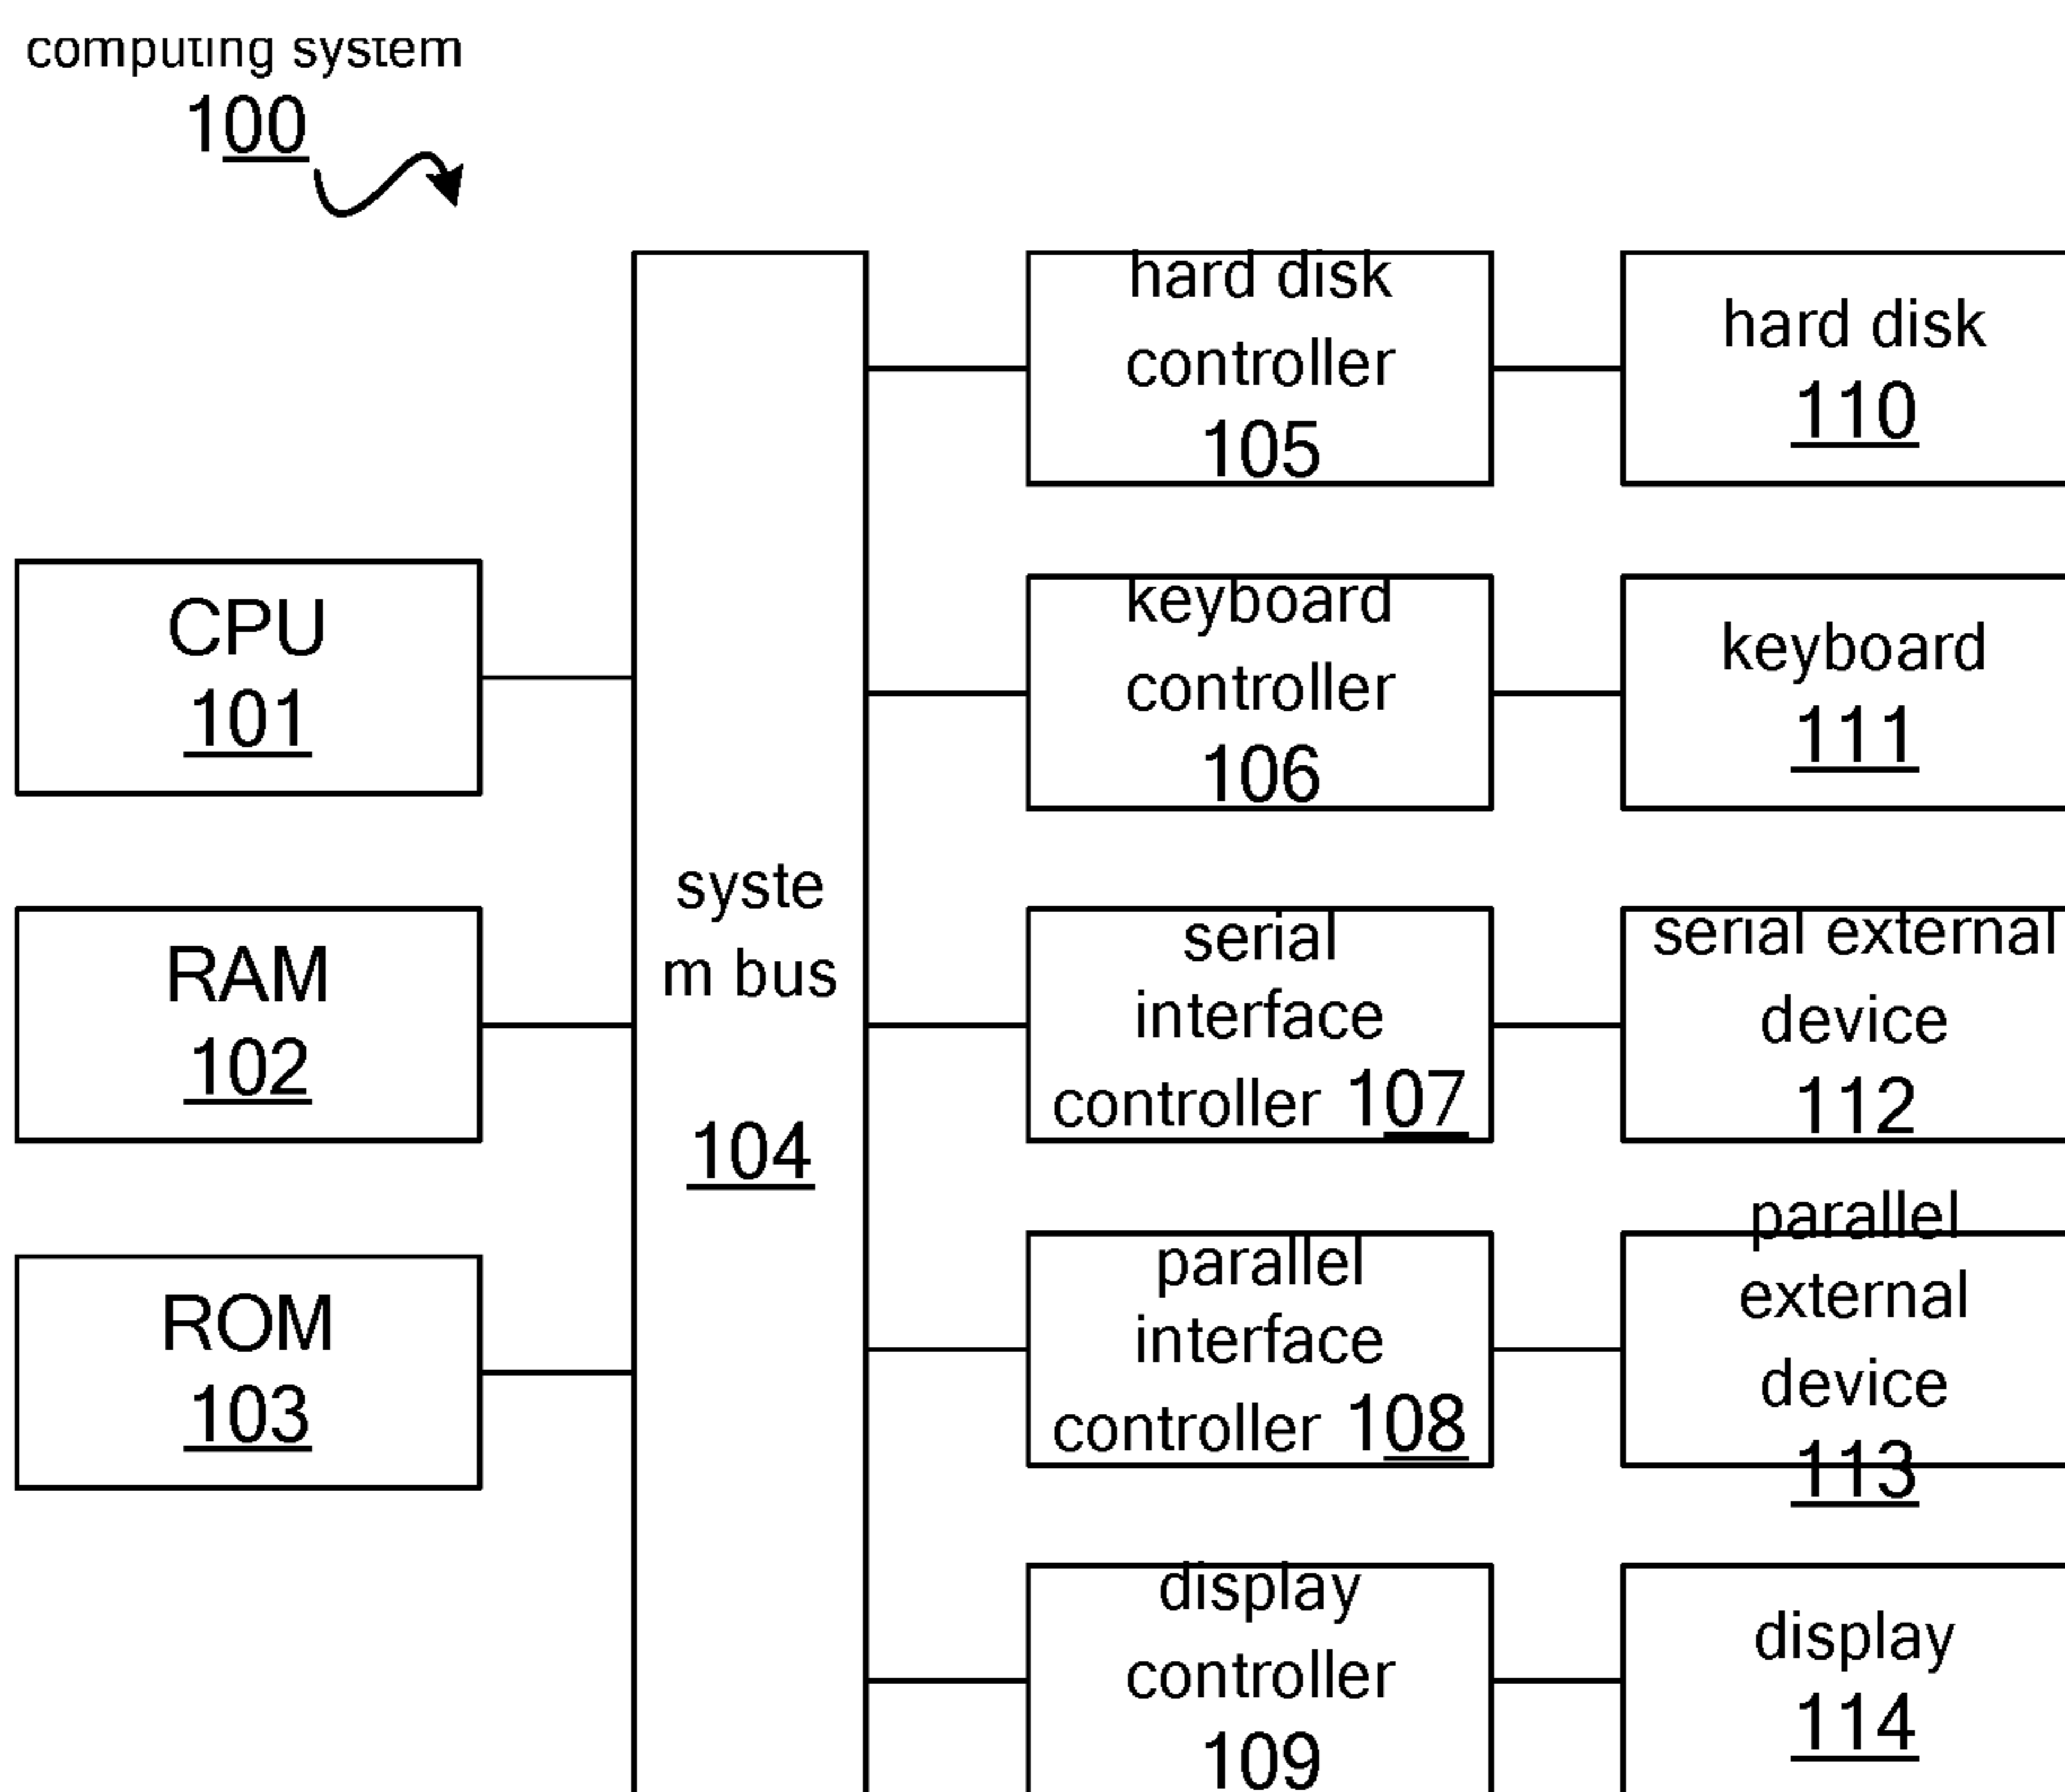 computing system
100
hard disk
controller
105
hard disk
110
CPU
101
keyboard
controller
106
keyboard
111
syste
m bus
104
RAM
102
serial
interface
controller 107
serial external
device
112
ROM
103
parallel
interface
controller 108
parallel
external
device
113
display
controller
109
display
114